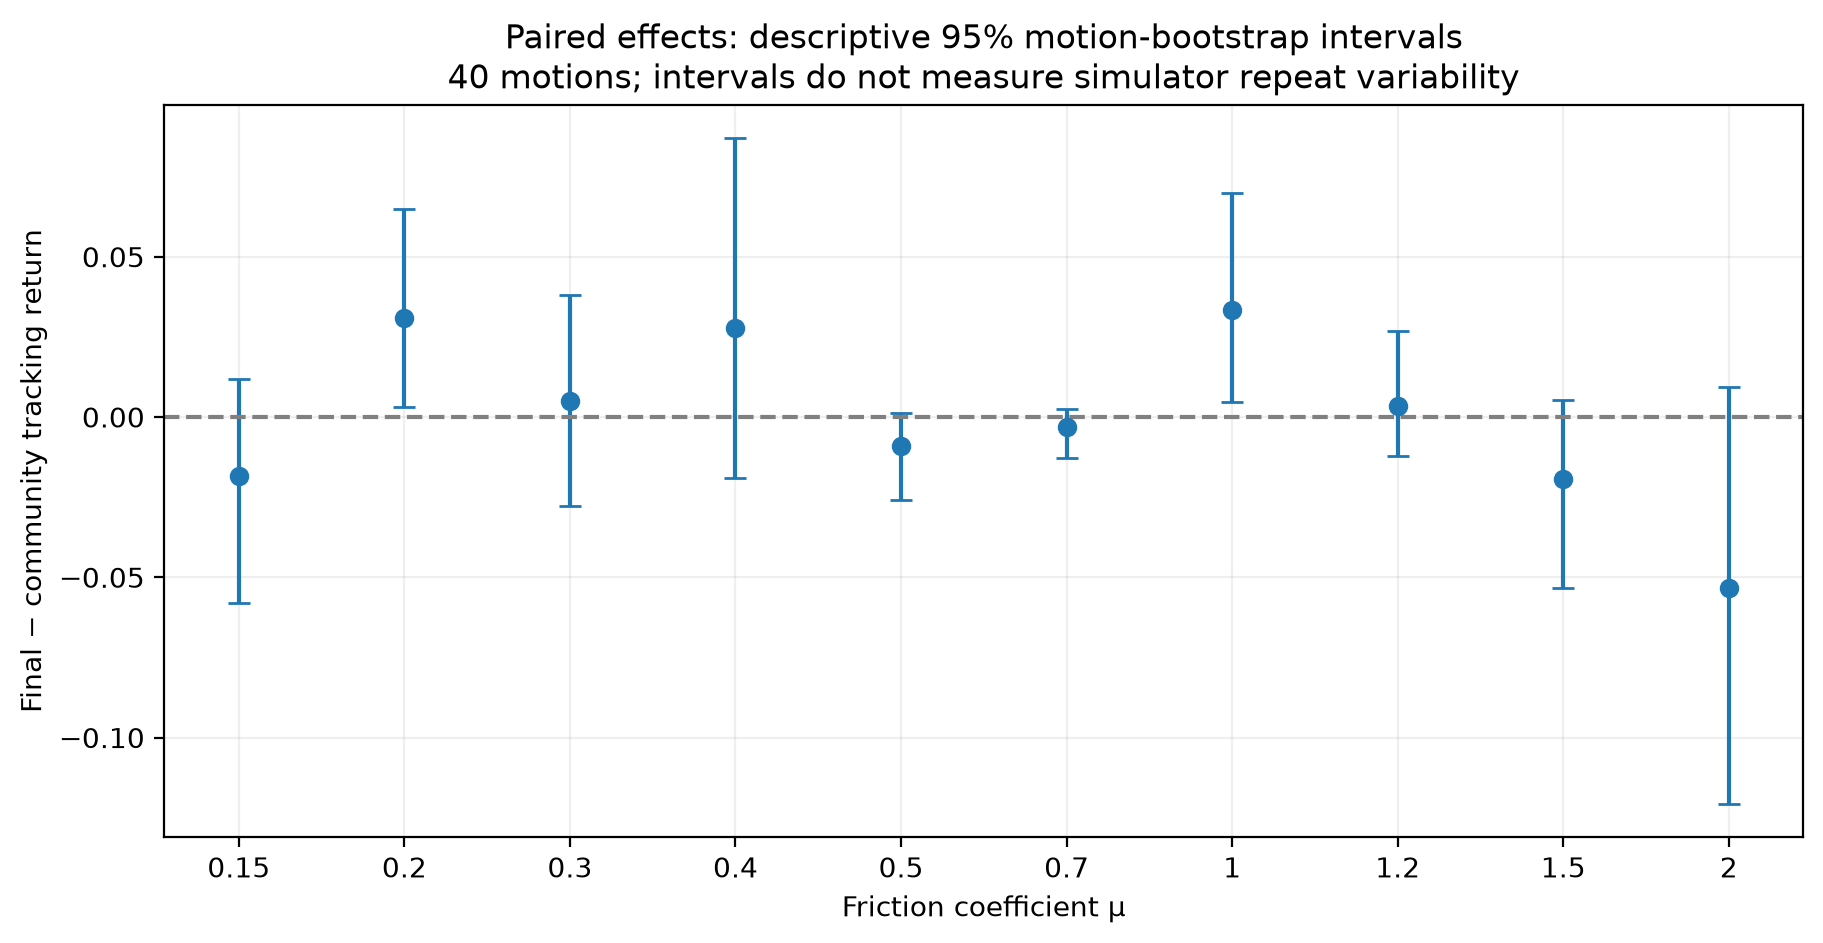 Paired effects: descriptive 95% motion-bootstrap intervals
40 motions; intervals do not measure simulator repeat variability
Final − community tracking return
0.05
0.00
−0.05
−0.10
0.15 0.2 0.3 0.4 0.5 0.7 1 1.2 1.5 2
Friction coefficient μ